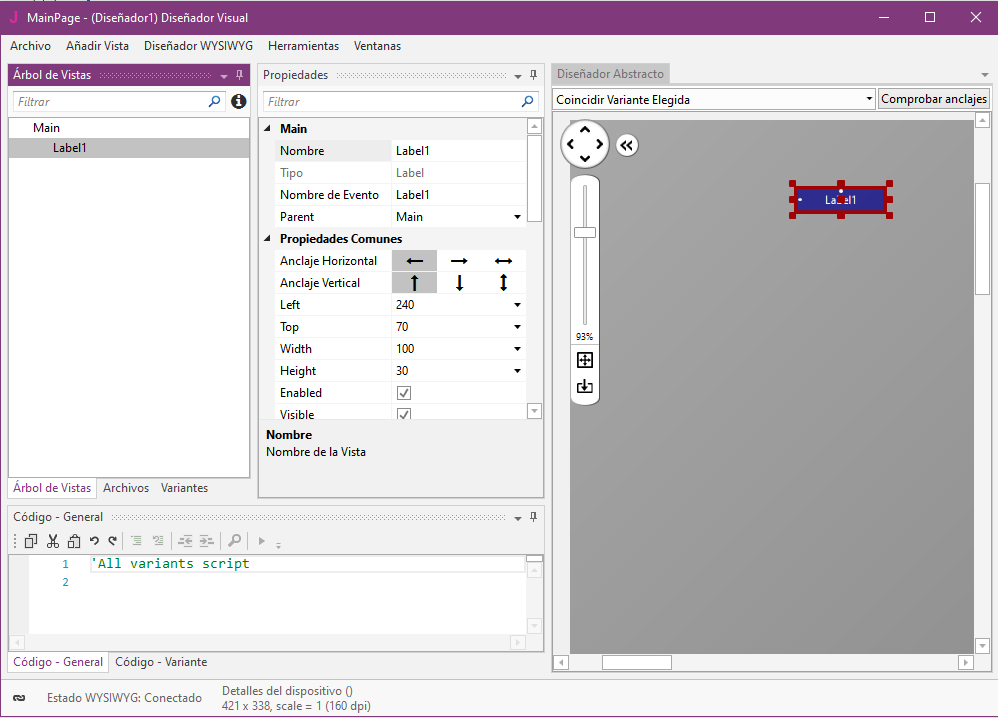 MainPage - (Diseñador1) Diseñador Visual
Archivo Añadir Vista Diseñador WYSIWYG Herramientas Ventanas
Árbol de Vistas
Filtrar
Main
Label1
Árbol de Vistas Archivos Variantes
Propiedades
Filtrar
Main
Nombre Label1
Tipo Label
Nombre de Evento Label1
Parent Main
Propiedades Comunes
Anclaje Horizontal
Anclaje Vertical
Left 240
Top 70
Width 100
Height 30
Enabled
Visible
Nombre
Nombre de la Vista
Diseñador Abstracto
Coincidir Variante Elegida Comprobar anclajes
Label1
93%
Código - General
1 'All variants script
2
Código - General Código - Variante
Estado WYSIWYG: Conectado
Detalles del dispositivo ()
421 x 338, scale = 1 (160 dpi)